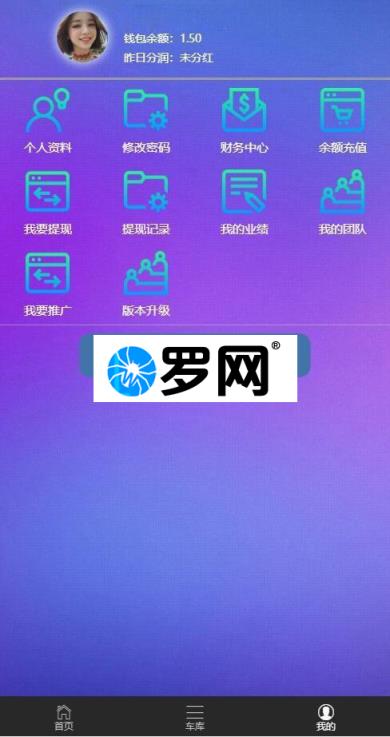 钱包余额：1.50
昨日分润：未分红
个人资料 修改密码 财务中心 余额充值
我要提现 提现记录 我的业绩 我的团队
我要推广 版本升级
罗网®
首页 车库 我的